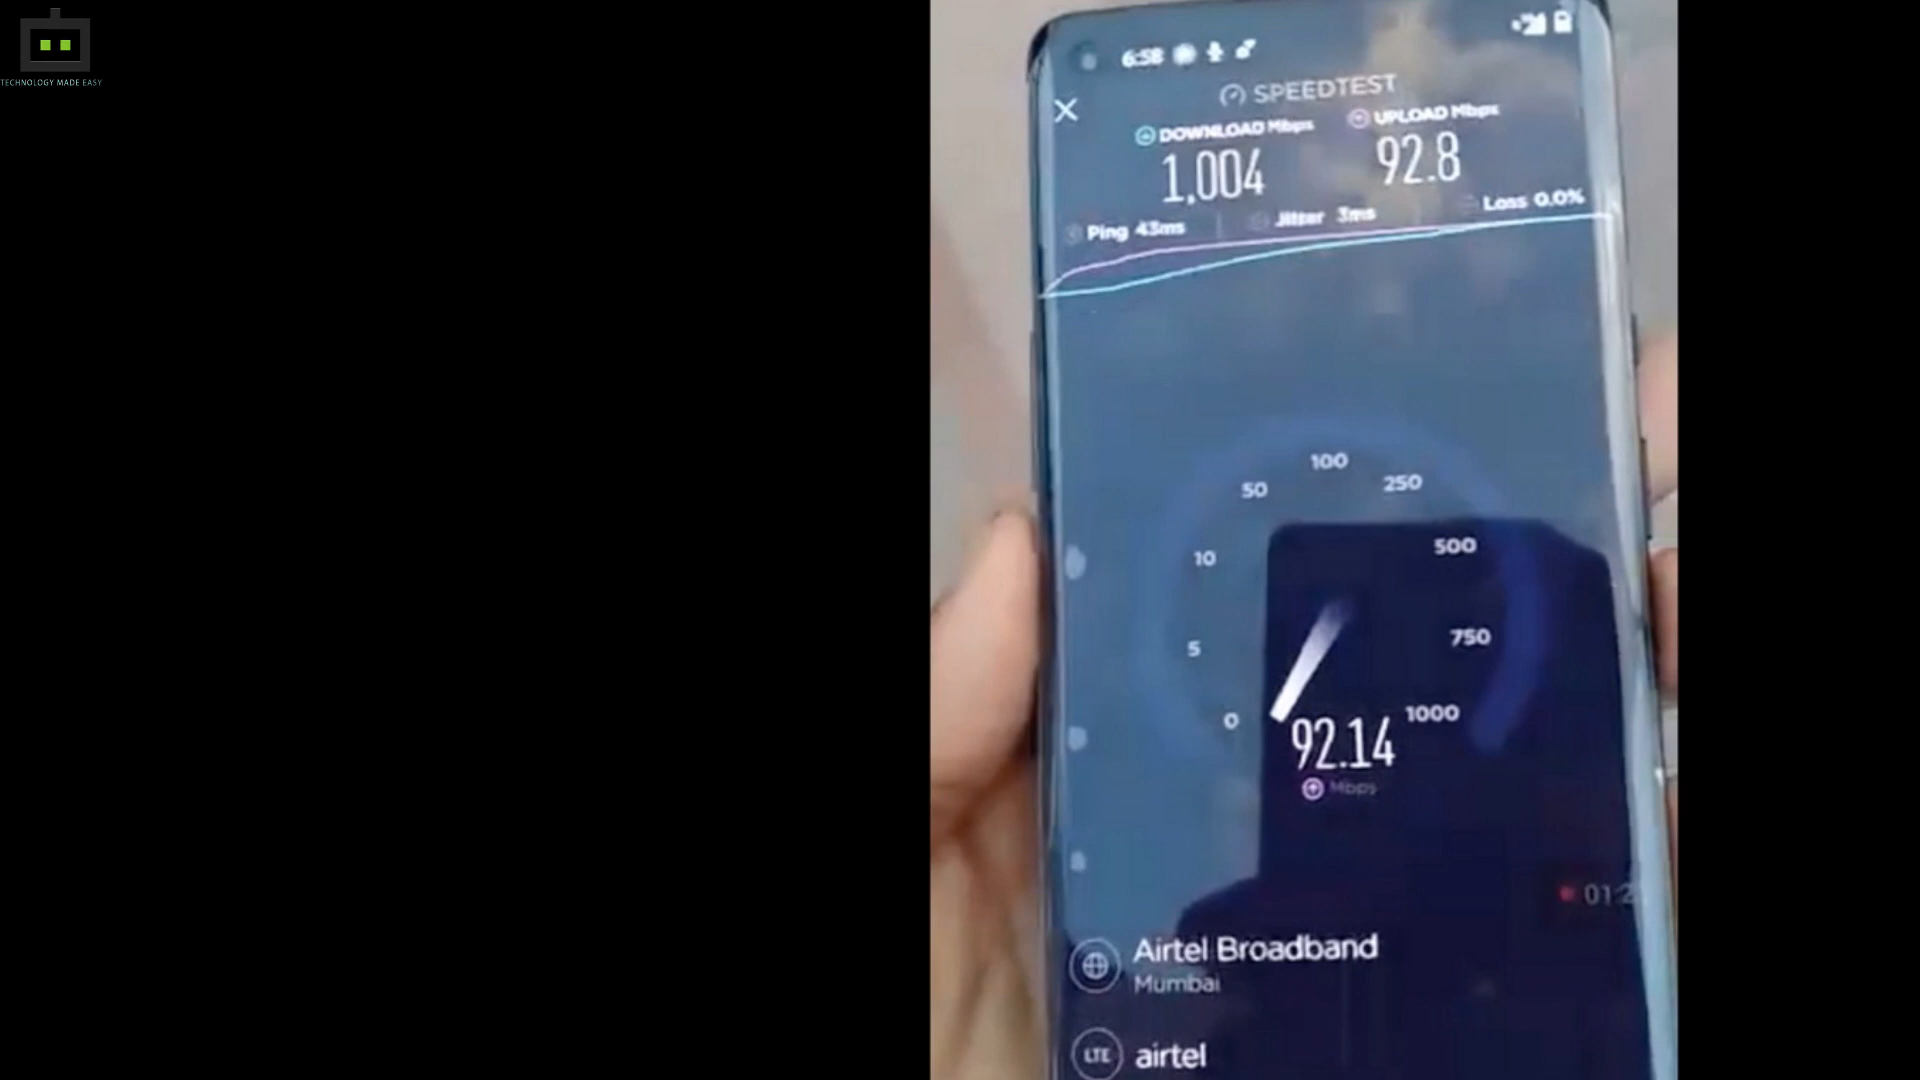 TECHNOLOGY MADE EASY
6:58
SPEEDTEST
DOWNLOAD Mbps
UPLOAD Mbps
1,004
92.8
Ping 43ms
Jitter 3ms
Loss 0.0%
100
50
250
10
500
5
750
0
1000
92.14
Mbps
01:2
Airtel Broadband
Mumbai
LTE
airtel